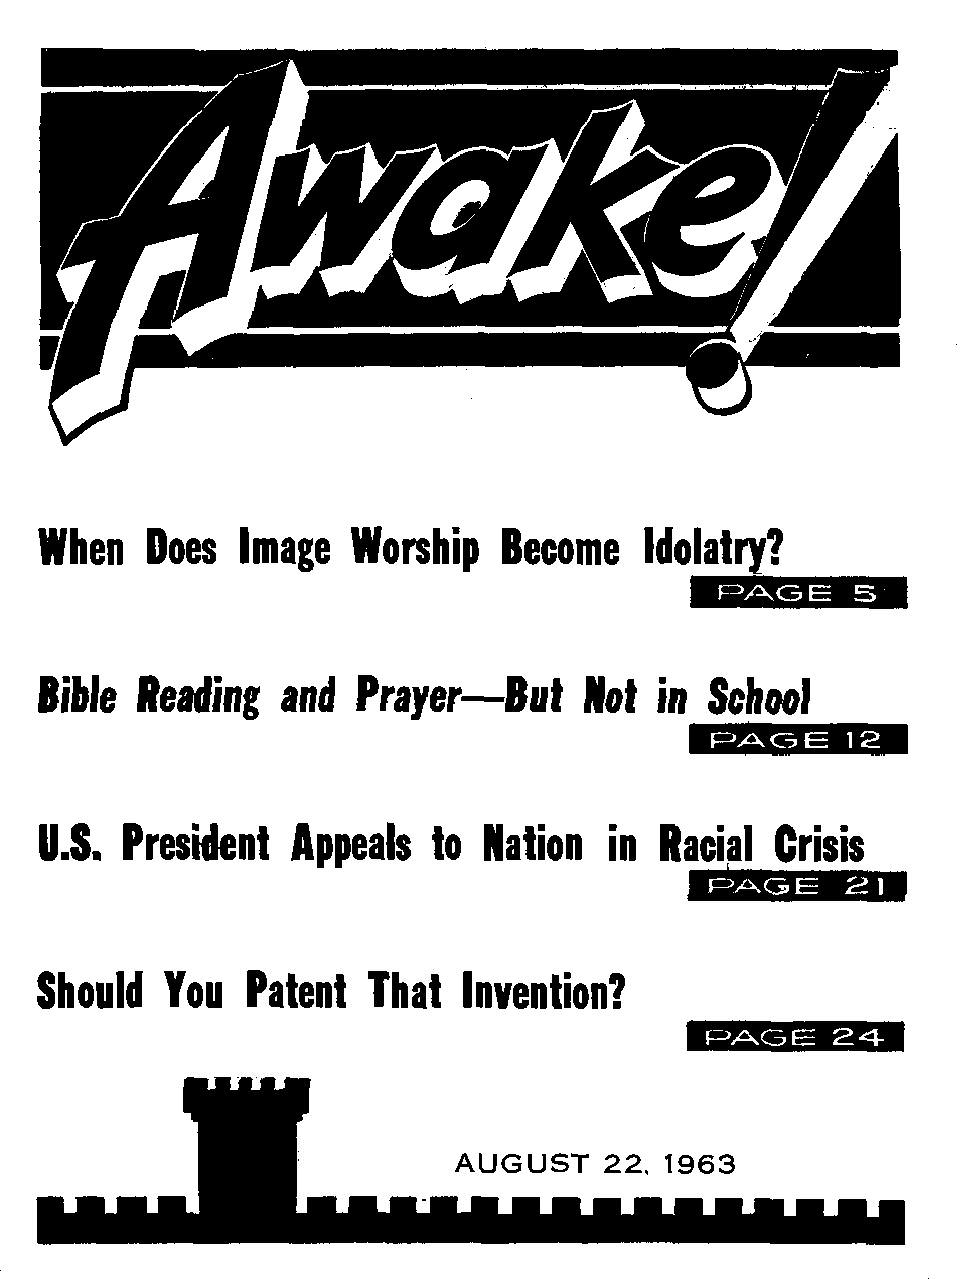 Awake!
When Does Image Worship Become Idolatry?
PAGE 5
Bible Reading and Prayer—But Not in School
PAGE 12
U.S. President Appeals to Nation in Racial Crisis
PAGE 21
Should You Patent That Invention?
PAGE 24
AUGUST 22, 1963